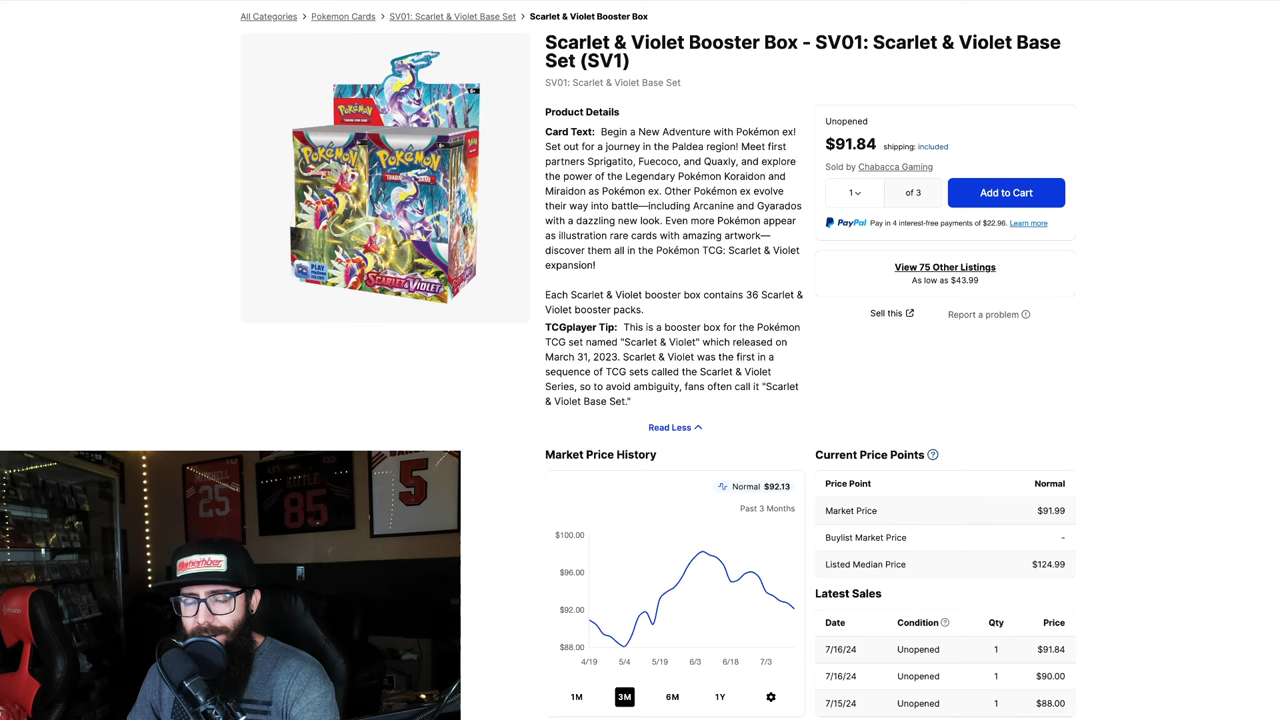 All Categories > Pokemon Cards > SV01: Scarlet & Violet Base Set > Scarlet & Violet Booster Box
Scarlet & Violet Booster Box - SV01: Scarlet & Violet Base
Set (SV1)
SV01: Scarlet & Violet Base Set
Product Details
Card Text: Begin a New Adventure with Pokémon ex!
Set out for a journey in the Paldea region! Meet first
partners Sprigatito, Fuecoco, and Quaxly, and explore
the power of the Legendary Pokémon Koraidon and
Miraidon as Pokémon ex. Other Pokémon ex evolve
their way into battle—including Arcanine and Gyarados
with a dazzling new look. Even more Pokémon appear
as illustration rare cards with amazing artwork—
discover them all in the Pokémon TCG: Scarlet & Violet
expansion!
Each Scarlet & Violet booster box contains 36 Scarlet &
Violet booster packs.
TCGplayer Tip: This is a booster box for the Pokémon
TCG set named "Scarlet & Violet" which released on
March 31, 2023. Scarlet & Violet was the first in a
sequence of TCG sets called the Scarlet & Violet
Series, so to avoid ambiguity, fans often call it "Scarlet
& Violet Base Set."
Read Less
Unopened
$91.84 shipping: included
Sold by Chabacca Gaming
1 of 3 Add to Cart
PayPal Pay in 4 interest-free payments of $22.96. Learn more
View 75 Other Listings
As low as $43.99
Sell this Report a problem
Pokémon
Pokémon
Pokémon
PLAY
SCARLET & VIOLET
Market Price History
Normal $92.13
Past 3 Months
$100.00
$96.00
$92.00
$88.00
4/19 5/4 5/19 6/3 6/18 7/3
1M 3M 6M 1Y
Current Price Points
Price Point Normal
Market Price $91.99
Buylist Market Price -
Listed Median Price $124.99
Latest Sales
Date Condition Qty Price
7/16/24 Unopened 1 $91.84
7/16/24 Unopened 1 $90.00
7/15/24 Unopened 1 $88.00
25
85
5